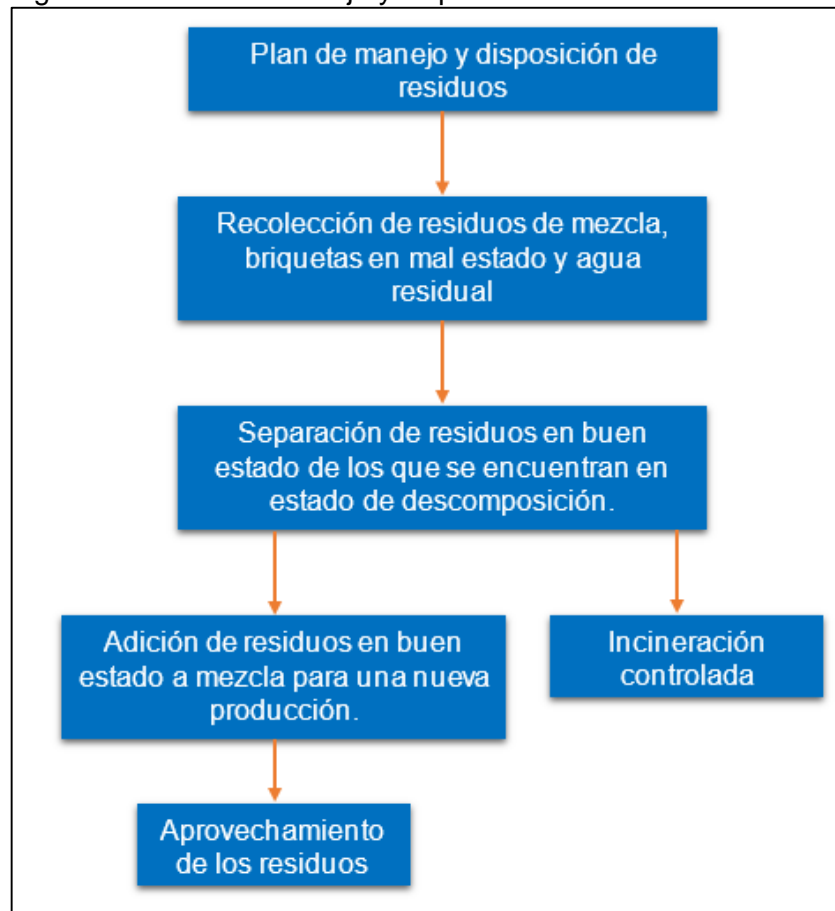 Plan de manejo y disposición de
residuos
Recolección de residuos de mezcla,
briquetas en mal estado y agua
residual
Separación de residuos en buen
estado de los que se encuentran en
estado de descomposición.
Adición de residuos en buen
estado a mezcla para una nueva
producción.
Incineración
controlada
Aprovechamiento
de los residuos